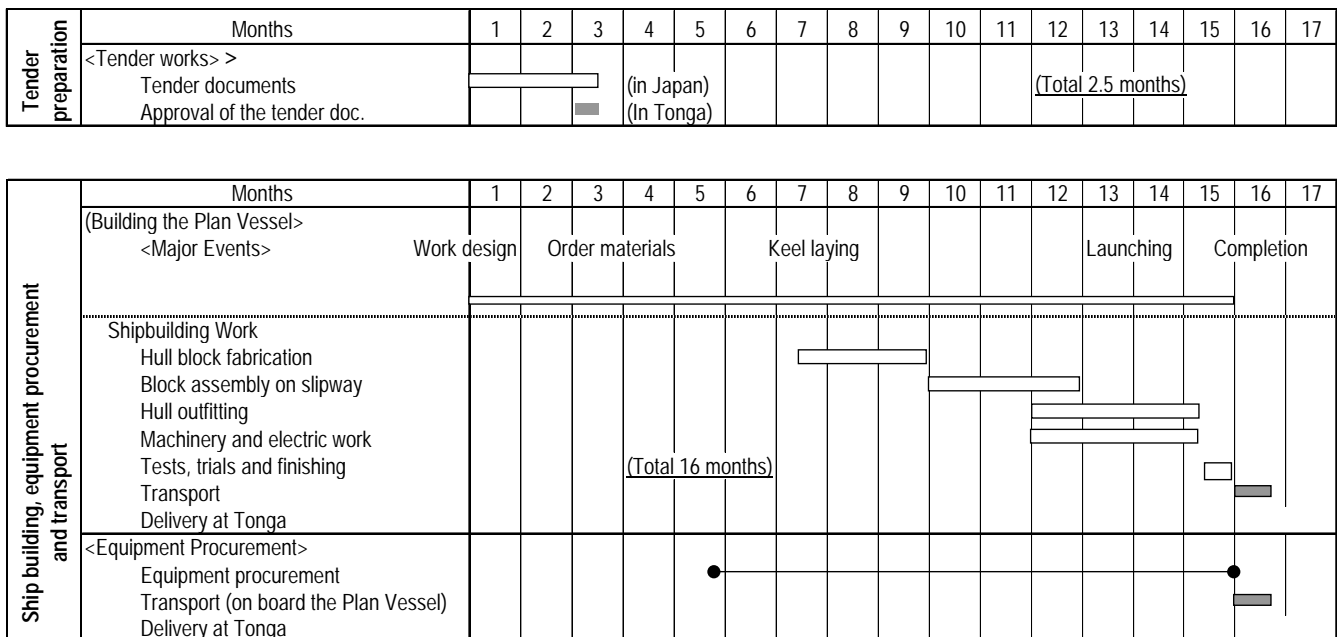 Tender preparation
Months 1 2 3 4 5 6 7 8 9 10 11 12 13 14 15 16 17
<Tender works> >
Tender documents (in Japan) (Total 2.5 months)
Approval of the tender doc. (In Tonga)
Ship building, equipment procurement and transport
Months 1 2 3 4 5 6 7 8 9 10 11 12 13 14 15 16 17
(Building the Plan Vessel>
<Major Events> Work design Order materials Keel laying Launching Completion
Shipbuilding Work
Hull block fabrication
Block assembly on slipway
Hull outfitting
Machinery and electric work
Tests, trials and finishing (Total 16 months)
Transport
Delivery at Tonga
<Equipment Procurement>
Equipment procurement
Transport (on board the Plan Vessel)
Delivery at Tonga